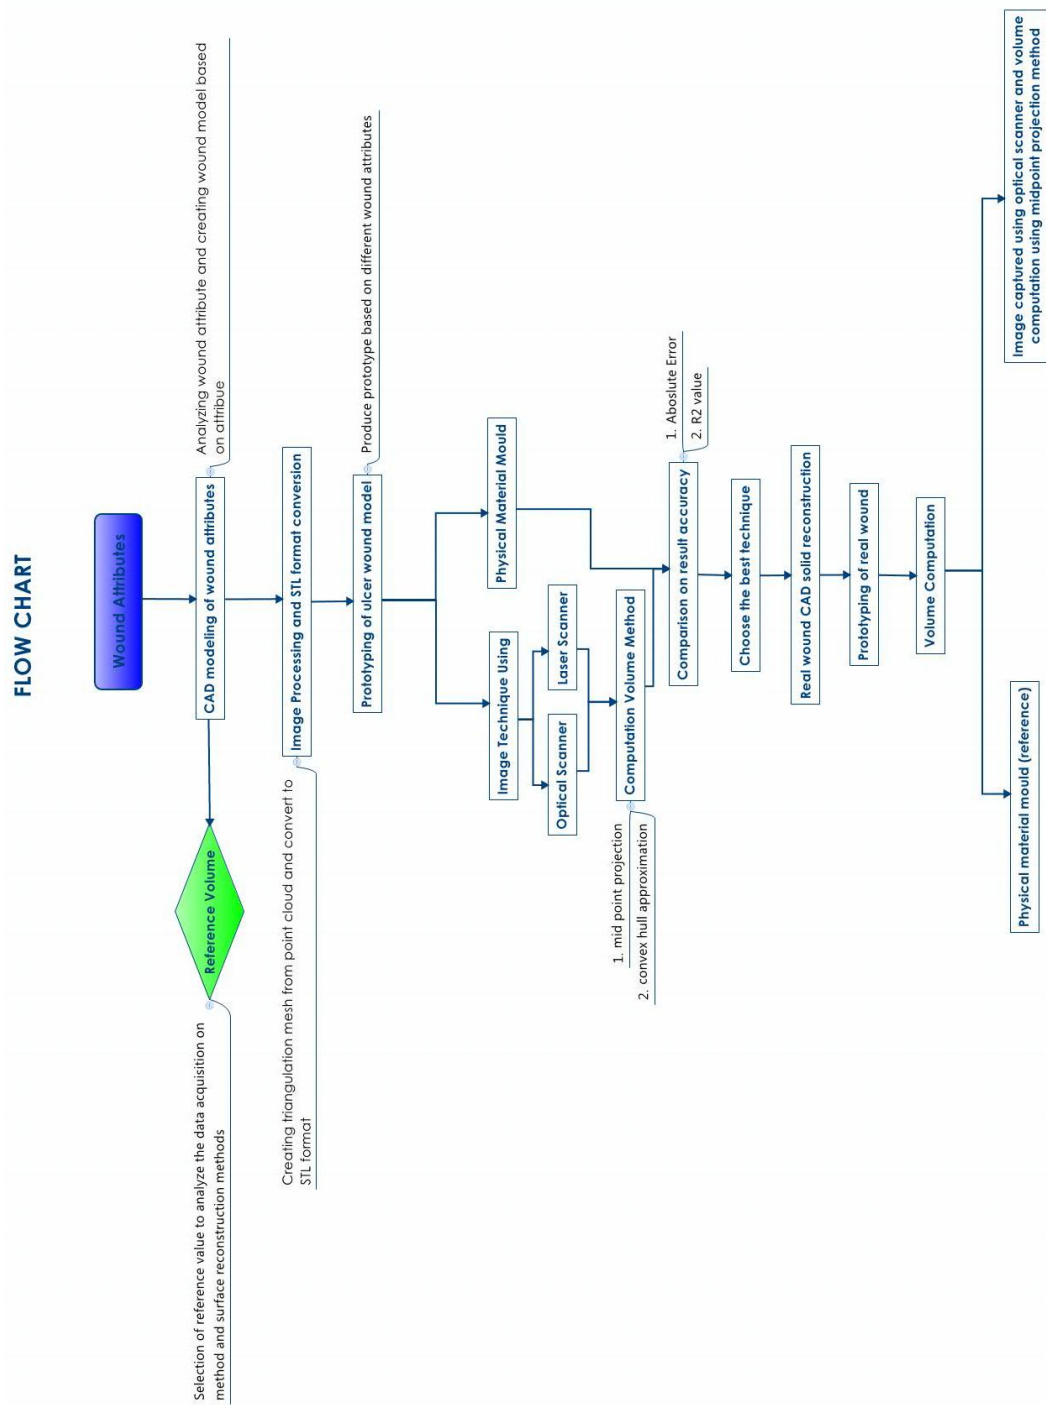 FLOW CHART
Wound Attributes
CAD modeling of wound attributes
Analyzing wound attribute and creating wound model based
on attribue
Reference Volume
Selection of reference value to analyze the data acquisition on
method and surface reconstruction methods
Image Processing and STL format conversion
Creating triangulation mesh from point cloud and convert to
STL format
Prototyping of ulcer wound model
Produce prototype based on different wound attributes
Image Technique Using
Physical Material Mould
Optical Scanner
Laser Scanner
Computation Volume Method
1. mid point projection
2. convex hull approximation
Comparison on result accuracy
1. Aboslute Error
2. R2 value
Choose the best technique
Real wound CAD solid reconstruction
Prototyping of real wound
Volume Computation
Physical material mould (reference)
Image captured using optical scanner and volume
computation using midpoint projection method